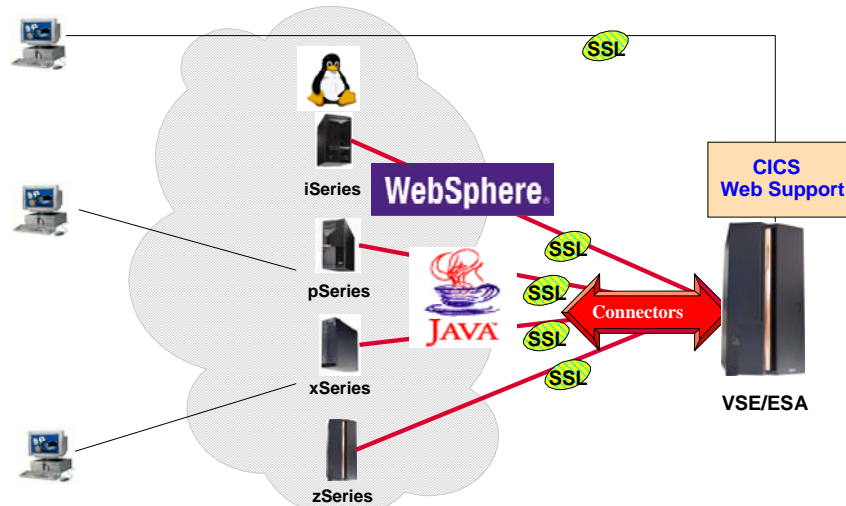 SSL
CICS
Web Support
iSeries
WebSphere.
SSL
pSeries
JAVA
SSL
Connectors
SSL
xSeries
SSL
VSE/ESA
zSeries